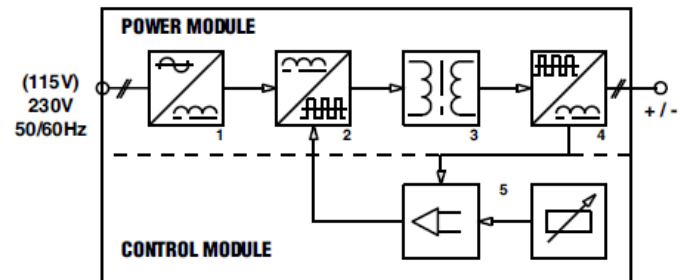 POWER MODULE
(115V)
230V
50/60Hz
1
2
3
4
+ / -
5
CONTROL MODULE